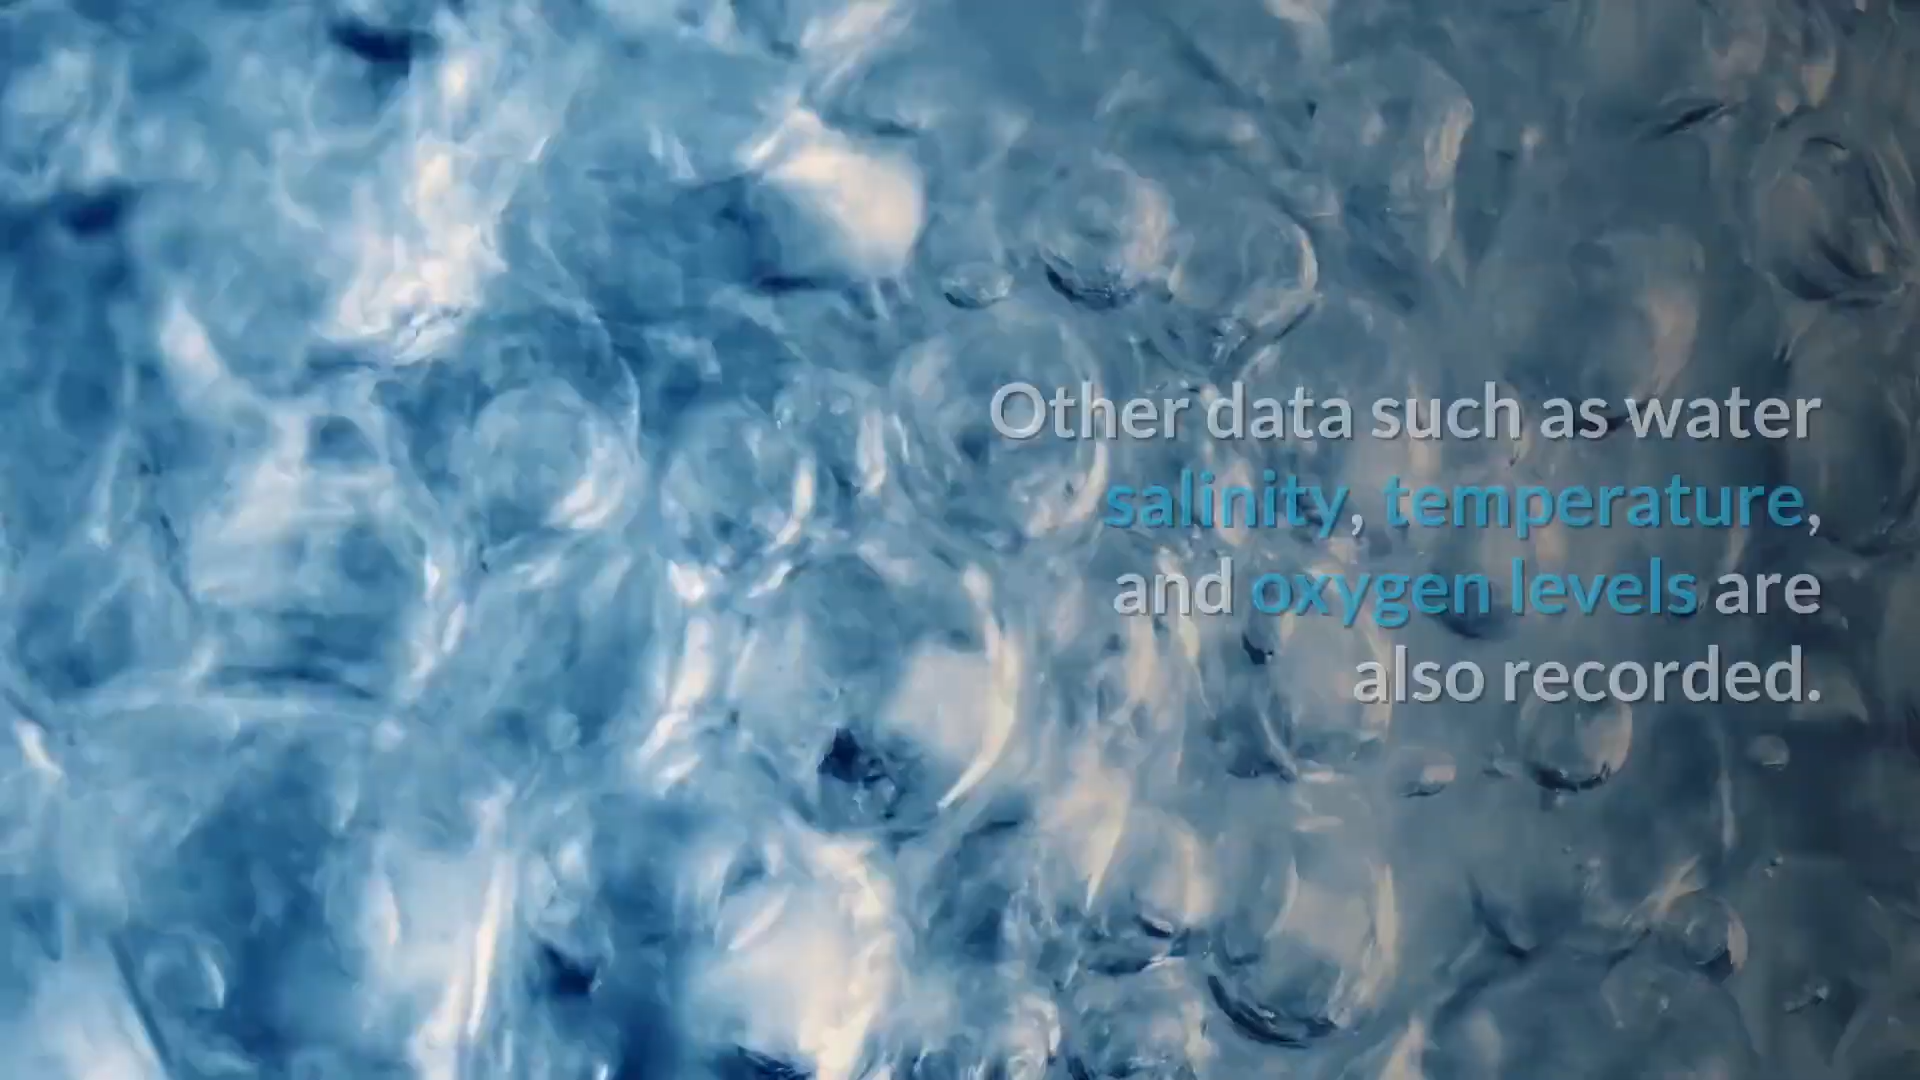 Other data such as water
salinity, temperature,
and oxygen levels are
also recorded.